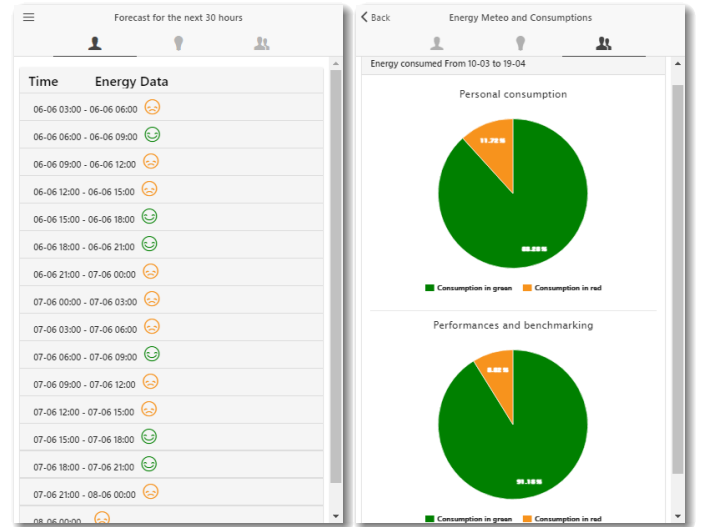 Forecast for the next 30 hours
Time Energy Data
06-06 03:00 - 06-06 06:00
06-06 06:00 - 06-06 09:00
06-06 09:00 - 06-06 12:00
06-06 12:00 - 06-06 15:00
06-06 15:00 - 06-06 18:00
06-06 18:00 - 06-06 21:00
06-06 21:00 - 07-06 00:00
07-06 00:00 - 07-06 03:00
07-06 03:00 - 07-06 06:00
07-06 06:00 - 07-06 09:00
07-06 09:00 - 07-06 12:00
07-06 12:00 - 07-06 15:00
07-06 15:00 - 07-06 18:00
07-06 18:00 - 07-06 21:00
07-06 21:00 - 08-06 00:00
08-06 00:00
Back Energy Meteo and Consumptions
Energy consumed From 10-03 to 19-04
Personal consumption
Consumption in green Consumption in red
Performances and benchmarking
91.18%
Consumption in green Consumption in red